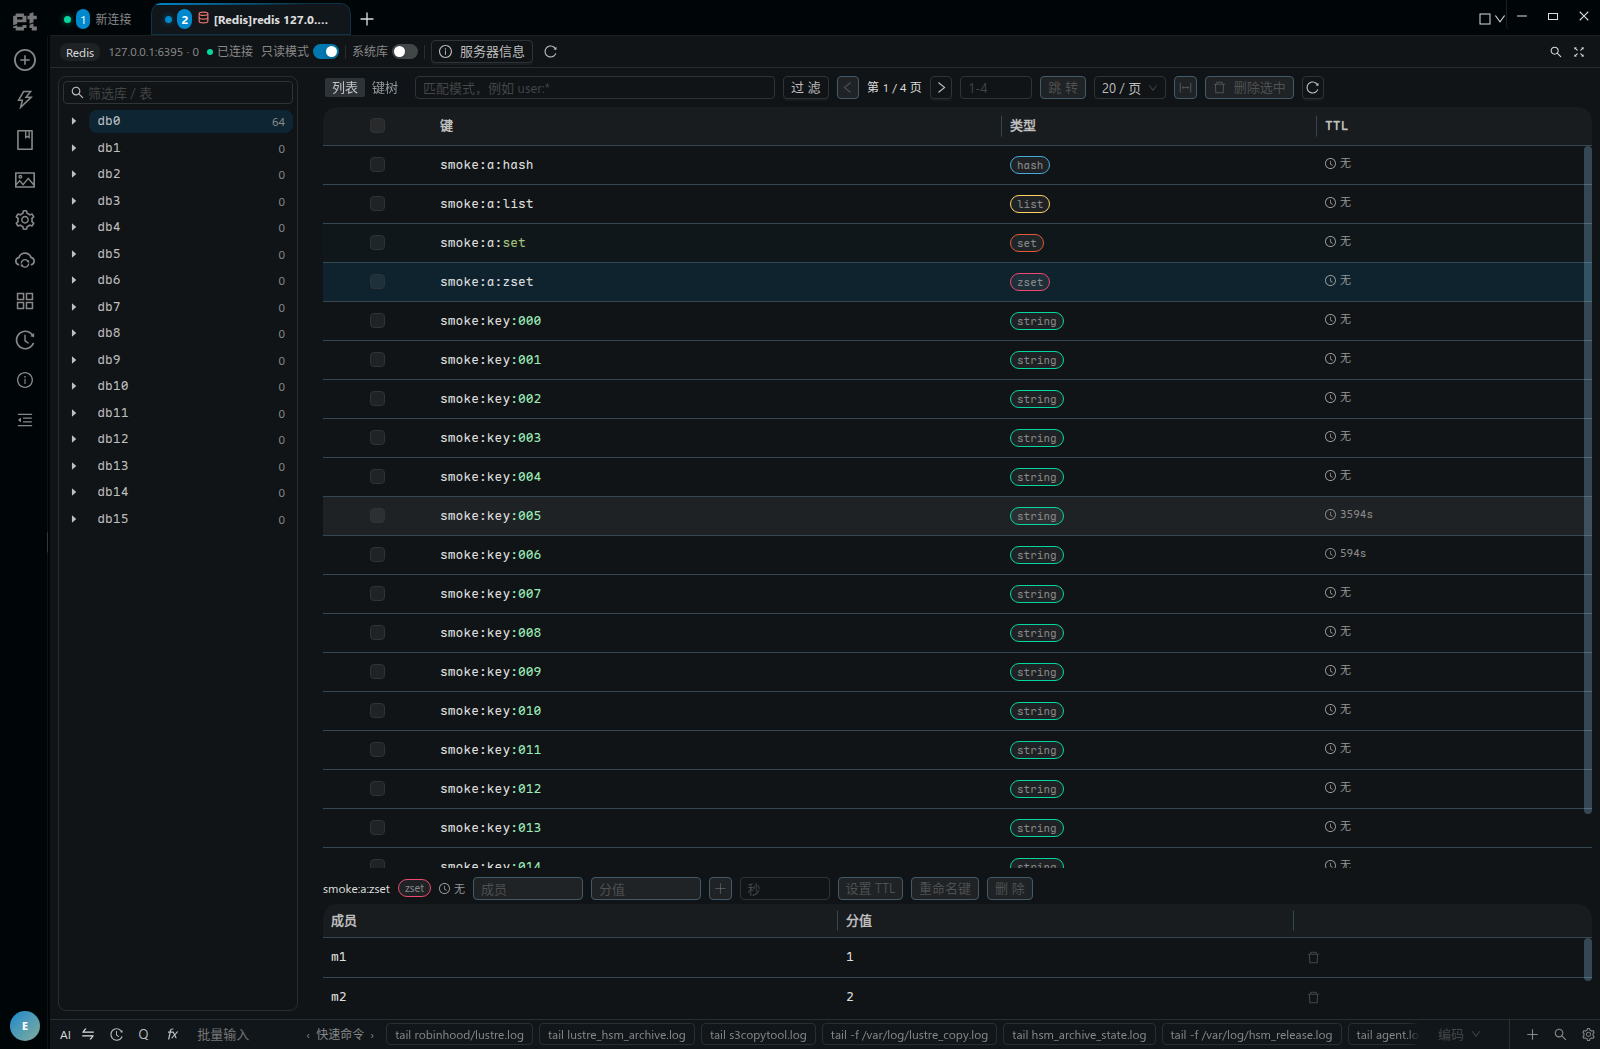 et
1 新连接
2 [Redis]redis 127.0....
Redis 127.0.0.1:6395 · 0 已连接 只读模式 系统库 服务器信息
筛选库 / 表
db0 64
db1 0
db2 0
db3 0
db4 0
db5 0
db6 0
db7 0
db8 0
db9 0
db10 0
db11 0
db12 0
db13 0
db14 0
db15 0
列表 键树 匹配模式，例如 user:* 过滤 第 1 / 4 页 1-4 跳转 20 / 页 删除选中
键 类型 TTL
smoke:a:hash hash 无
smoke:a:list list 无
smoke:a:set set 无
smoke:a:zset zset 无
smoke:key:000 string 无
smoke:key:001 string 无
smoke:key:002 string 无
smoke:key:003 string 无
smoke:key:004 string 无
smoke:key:005 string 3594s
smoke:key:006 string 594s
smoke:key:007 string 无
smoke:key:008 string 无
smoke:key:009 string 无
smoke:key:010 string 无
smoke:key:011 string 无
smoke:key:012 string 无
smoke:key:013 string 无
smoke:key:014 string 无
smoke:a:zset zset 无 成员 分值 秒 设置 TTL 重命名键 删除
成员 分值
m1 1
m2 2
E
AI Q fx 批量输入 ‹ 快速命令 › tail robinhood/lustre.log tail lustre_hsm_archive.log tail s3copytool.log tail -f /var/log/lustre_copy.log tail hsm_archive_state.log tail -f /var/log/hsm_release.log tail agent.lo 编码